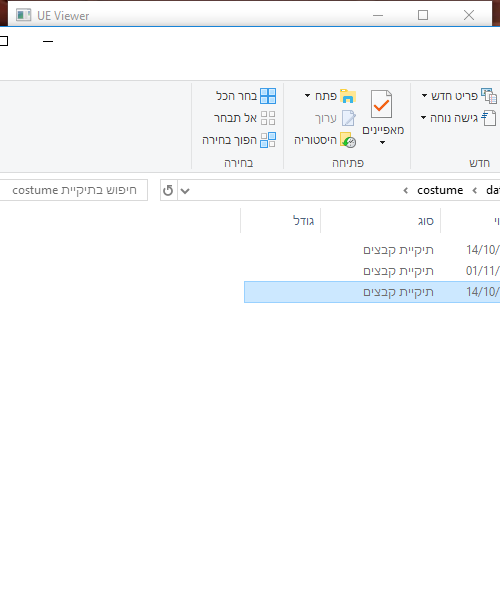 UE Viewer
פריט חדש
גישה נוחה
חדש
מאפיינים
פתח
ערוך
היסטוריה
פתיחה
בחר הכל
אל תבחר
הפוך בחירה
בחירה
costume
חיפוש בתיקיית costume
סוג
גודל
14/10/ תיקיית קבצים
01/11/ תיקיית קבצים
14/10/ תיקיית קבצים